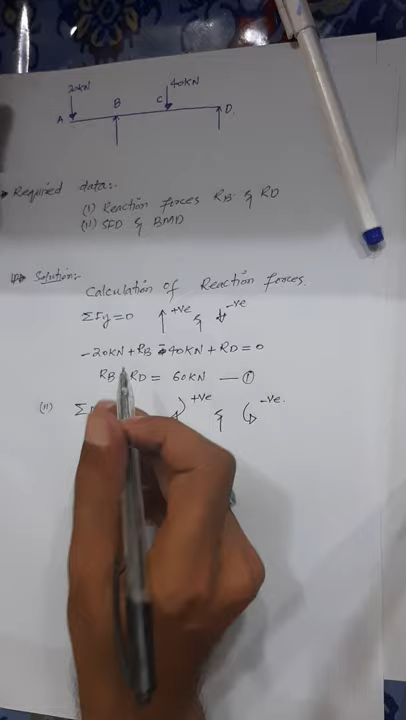 20KN 40KN
A B C D
Required data:-
(i) Reaction forces RB & RD
(ii) SFD & BMD
Solution:-
Calculation of Reaction forces.
ΣFy=0 ↑+ve & ↓-ve
-20KN+RB-40KN+RD=0
RB RD= 60KN —①
(ii) Σ +ve & -ve.